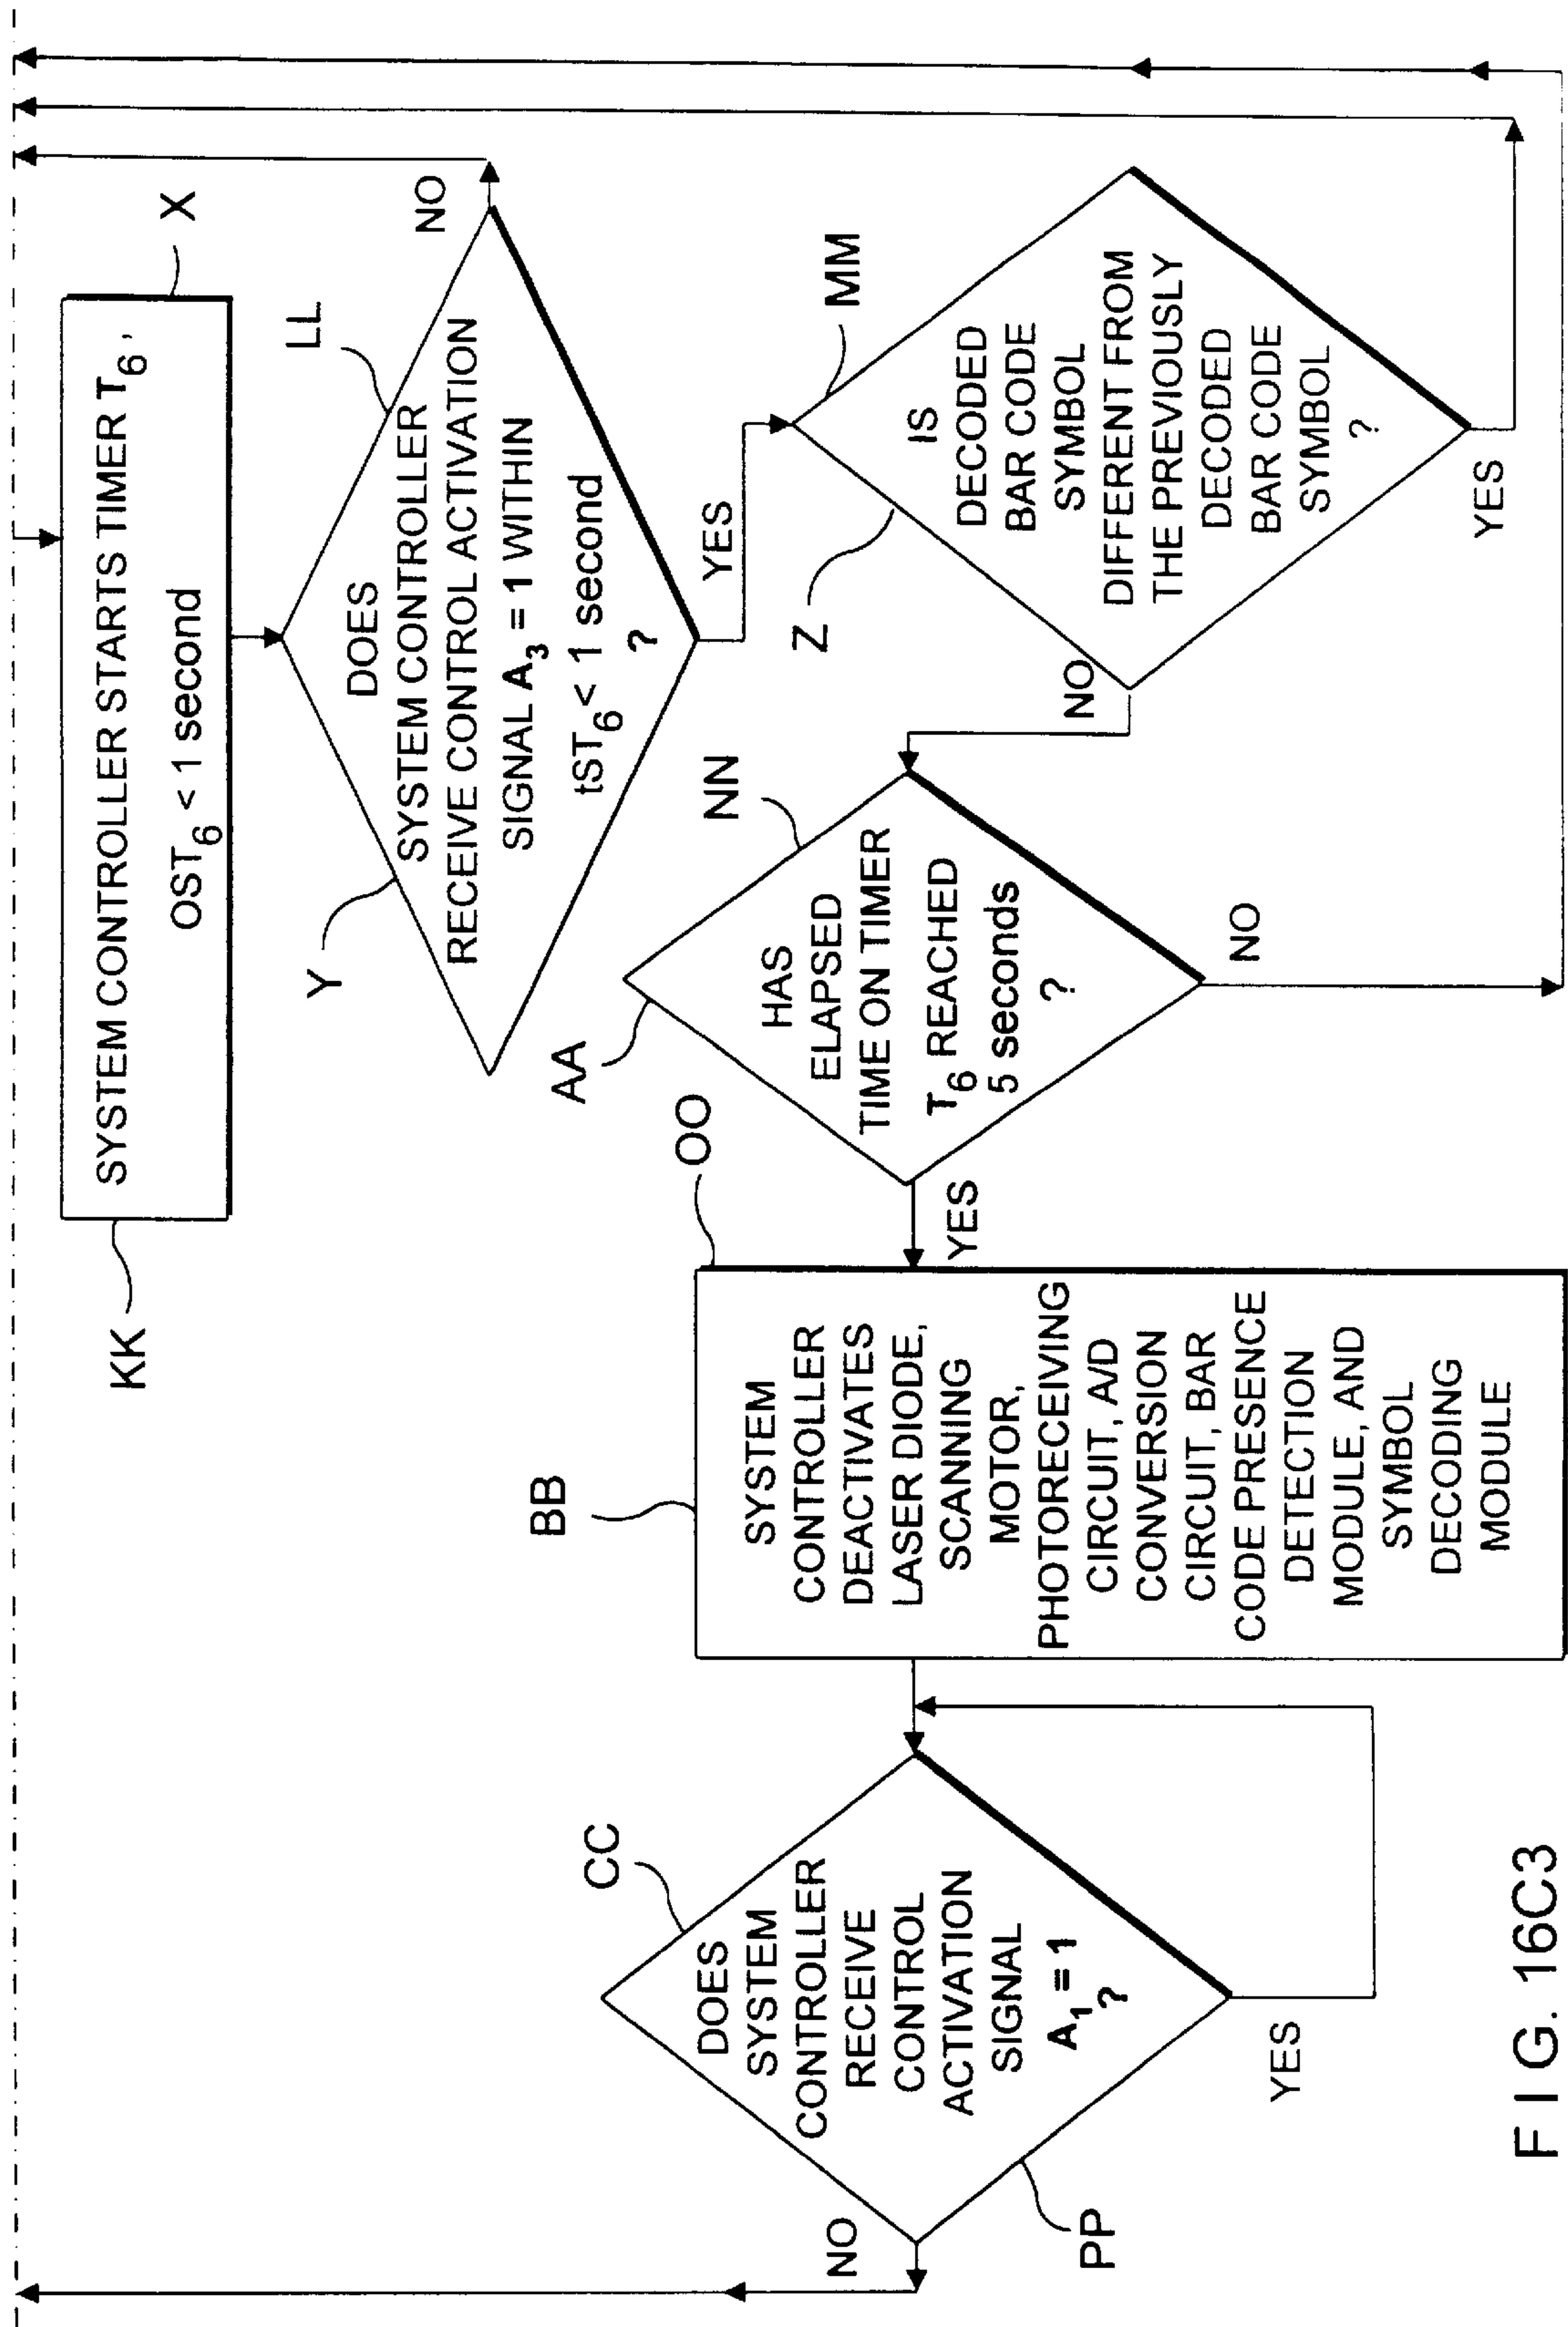 SYSTEM CONTROLLER STARTS TIMER T6,
OST6 < 1 second
X
KK
DOES
SYSTEM CONTROLLER
RECEIVE CONTROL ACTIVATION
SIGNAL A3 = 1 WITHIN
tST6 < 1 second
?
LL
Y
NO
YES
IS
DECODED
BAR CODE
SYMBOL
DIFFERENT FROM
THE PREVIOUSLY
DECODED
BAR CODE
SYMBOL
?
MM
Z
NO
YES
HAS
ELAPSED
TIME ON TIMER
T6 REACHED
5 seconds
?
NN
AA
NO
YES
SYSTEM
CONTROLLER
DEACTIVATES
LASER DIODE,
SCANNING
MOTOR,
PHOTORECEIVING
CIRCUIT, A/D
CONVERSION
CIRCUIT, BAR
CODE PRESENCE
DETECTION
MODULE, AND
SYMBOL
DECODING
MODULE
OO
BB
DOES
SYSTEM
CONTROLLER
RECEIVE
CONTROL
ACTIVATION
SIGNAL
A1 = 1
?
CC
PP
NO
YES
FIG. 16C3